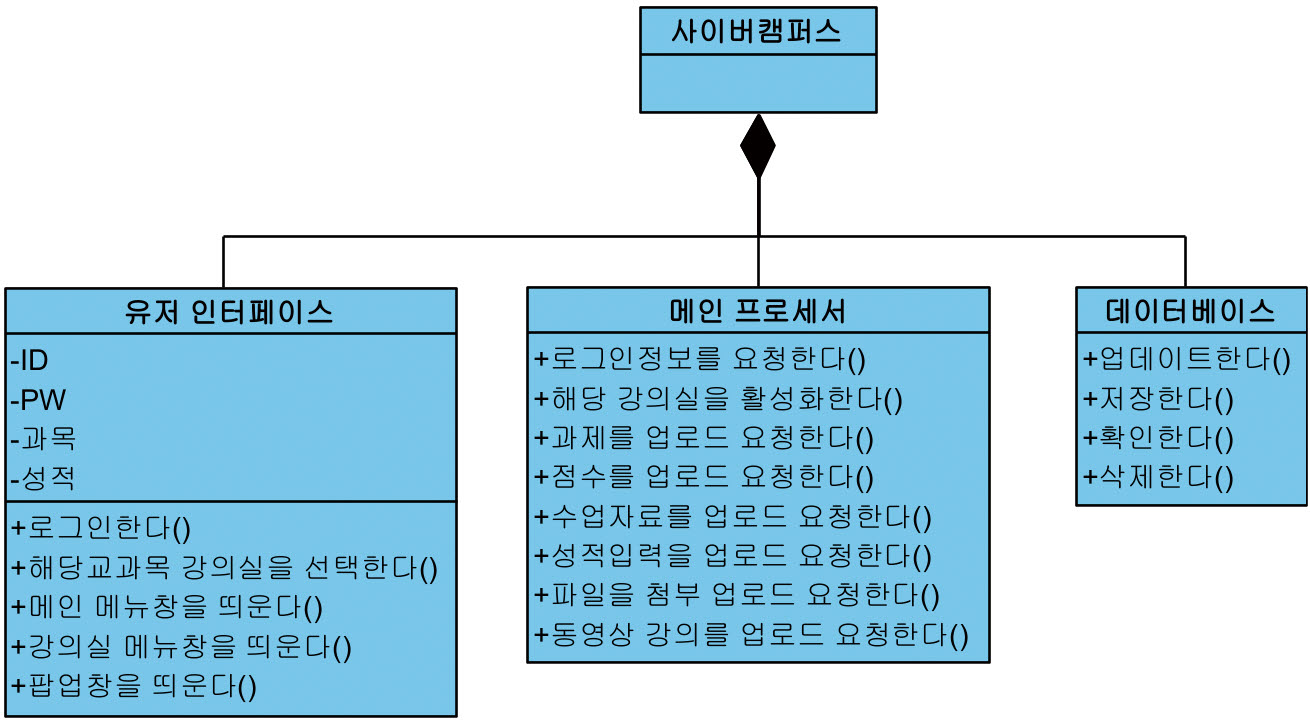 사이버캠퍼스
유저 인터페이스
-ID
-PW
-과목
-성적
+로그인한다()
+해당교과목 강의실을 선택한다()
+메인 메뉴창을 띄운다()
+강의실 메뉴창을 띄운다()
+팝업창을 띄운다()
메인 프로세서
+로그인정보를 요청한다()
+해당 강의실을 활성화한다()
+과제를 업로드 요청한다()
+점수를 업로드 요청한다()
+수업자료를 업로드 요청한다()
+성적입력을 업로드 요청한다()
+파일을 첨부 업로드 요청한다()
+동영상 강의를 업로드 요청한다()
데이터베이스
+업데이트한다()
+저장한다()
+확인한다()
+삭제한다()